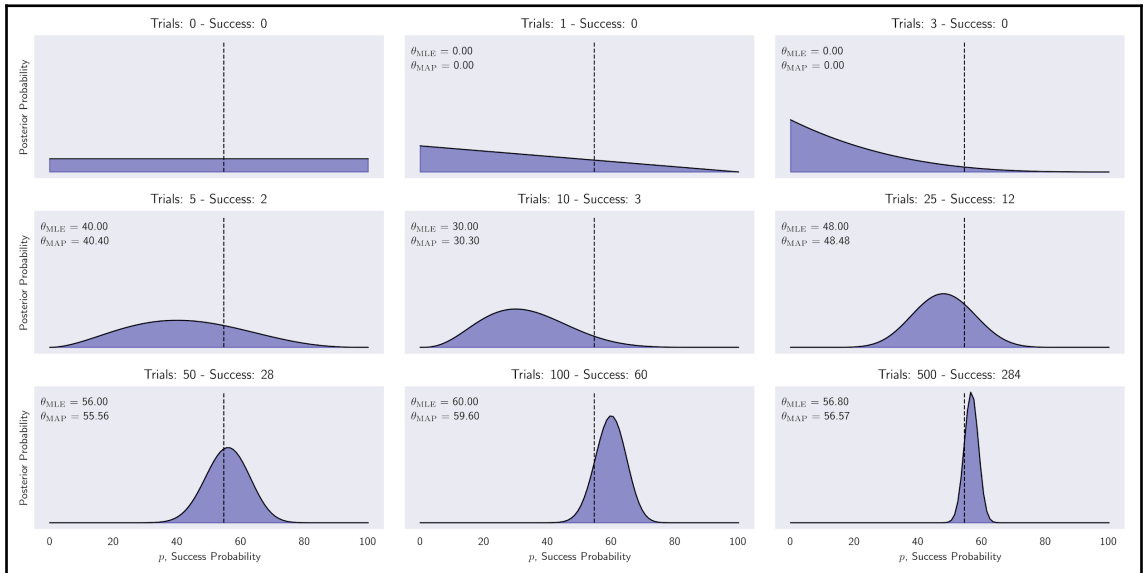 Trials: 0 - Success: 0
Trials: 1 - Success: 0
Trials: 3 - Success: 0
Posterior Probability
θMLE = 0.00
θMAP = 0.00
θMLE = 0.00
θMAP = 0.00
Trials: 5 - Success: 2
Trials: 10 - Success: 3
Trials: 25 - Success: 12
Posterior Probability
θMLE = 40.00
θMAP = 40.40
θMLE = 30.00
θMAP = 30.30
θMLE = 48.00
θMAP = 48.48
Trials: 50 - Success: 28
Trials: 100 - Success: 60
Trials: 500 - Success: 284
Posterior Probability
θMLE = 56.00
θMAP = 55.56
θMLE = 60.00
θMAP = 59.60
θMLE = 56.80
θMAP = 56.57
0 20 40 60 80 100
0 20 40 60 80 100
0 20 40 60 80 100
p, Success Probability
p, Success Probability
p, Success Probability